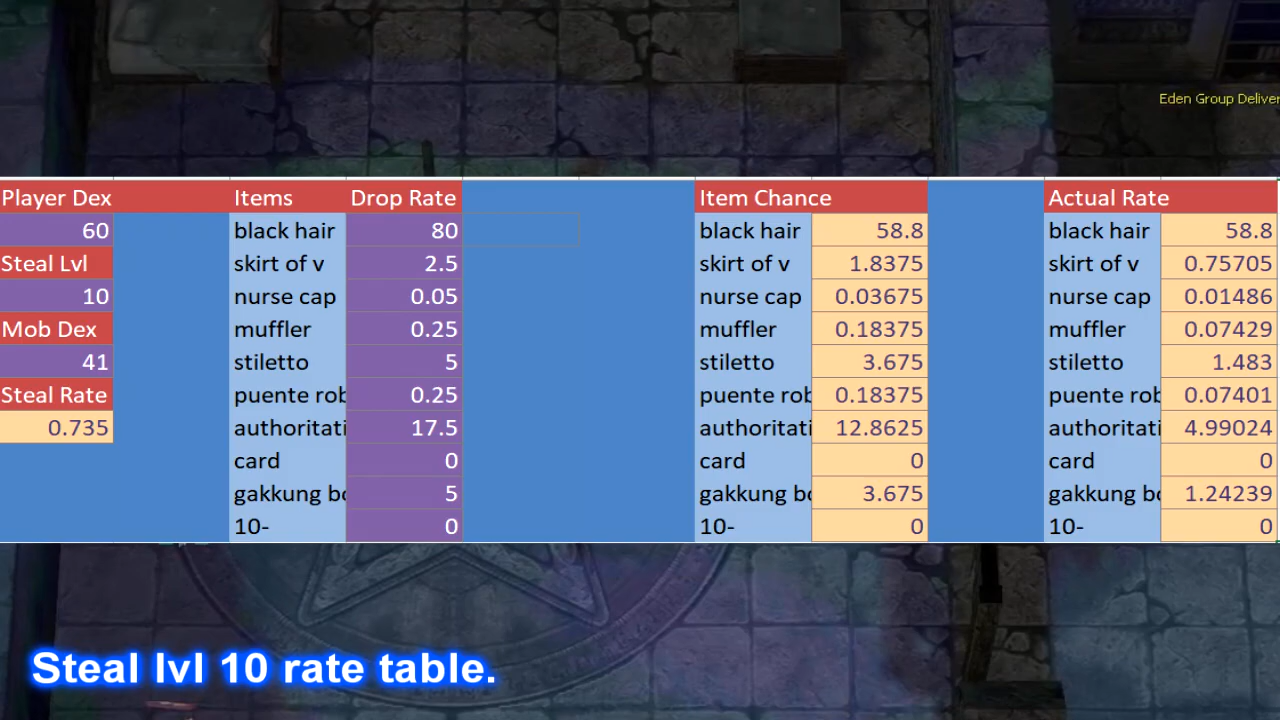 Eden Group Deliver
Player Dex Items Drop Rate Item Chance Actual Rate
60 black hair 80 black hair 58.8 black hair 58.8
Steal Lvl skirt of v 2.5 skirt of v 1.8375 skirt of v 0.75705
10 nurse cap 0.05 nurse cap 0.03675 nurse cap 0.01486
Mob Dex muffler 0.25 muffler 0.18375 muffler 0.07429
41 stiletto 5 stiletto 3.675 stiletto 1.483
Steal Rate puente rob 0.25 puente rob 0.18375 puente rob 0.07401
0.735 authoritati 17.5 authoritati 12.8625 authoritati 4.99024
card 0 card 0 card 0
gakkung bo 5 gakkung bo 3.675 gakkung bo 1.24239
10- 0 10- 0 10- 0
Steal lvl 10 rate table.